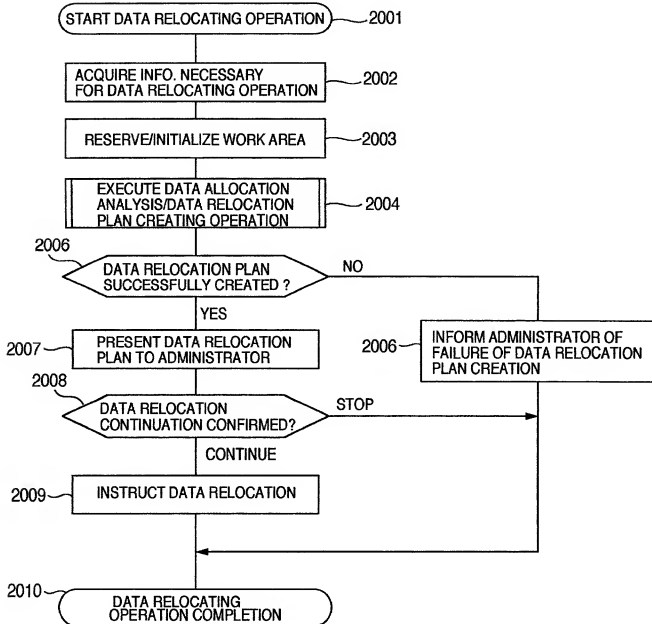 START DATA RELOCATING OPERATION
2001
ACQUIRE INFO. NECESSARY
FOR DATA RELOCATING OPERATION
2002
RESERVE/INITIALIZE WORK AREA
2003
EXECUTE DATA ALLOCATION
ANALYSIS/DATA RELOCATION
PLAN CREATING OPERATION
2004
2006
DATA RELOCATION PLAN
SUCCESSFULLY CREATED ?
NO
YES
2007
PRESENT DATA RELOCATION
PLAN TO ADMINISTRATOR
2006
INFORM ADMINISTRATOR OF
FAILURE OF DATA RELOCATION
PLAN CREATION
2008
DATA RELOCATION
CONTINUATION CONFIRMED?
STOP
CONTINUE
2009
INSTRUCT DATA RELOCATION
2010
DATA RELOCATING
OPERATION COMPLETION